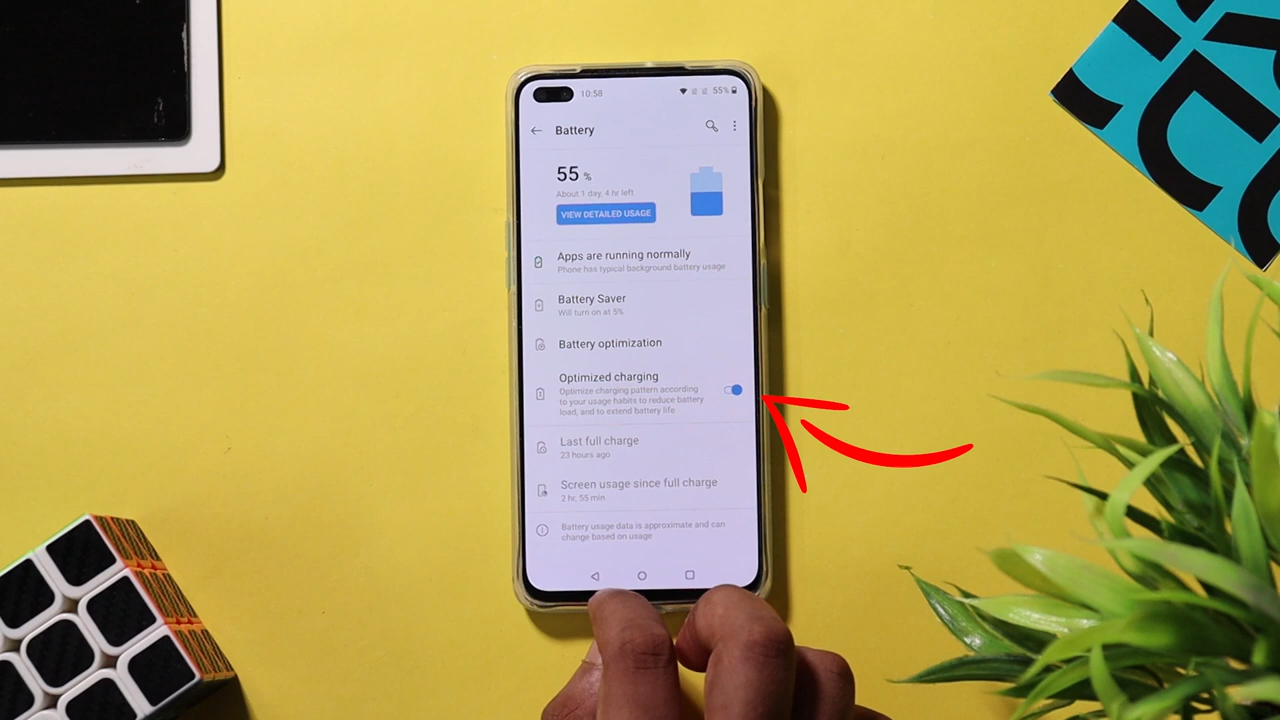 10:58
55%
Battery
55 %
About 1 day, 4 hr left
VIEW DETAILED USAGE
Apps are running normally
Phone has typical background battery usage
Battery Saver
Will turn on at 5%
Battery optimization
Optimized charging
Optimize charging pattern according
to your usage habits to reduce battery
load, and to extend battery life
Last full charge
23 hours ago
Screen usage since full charge
2 hr, 55 min
Battery usage data is approximate and can
change based on usage